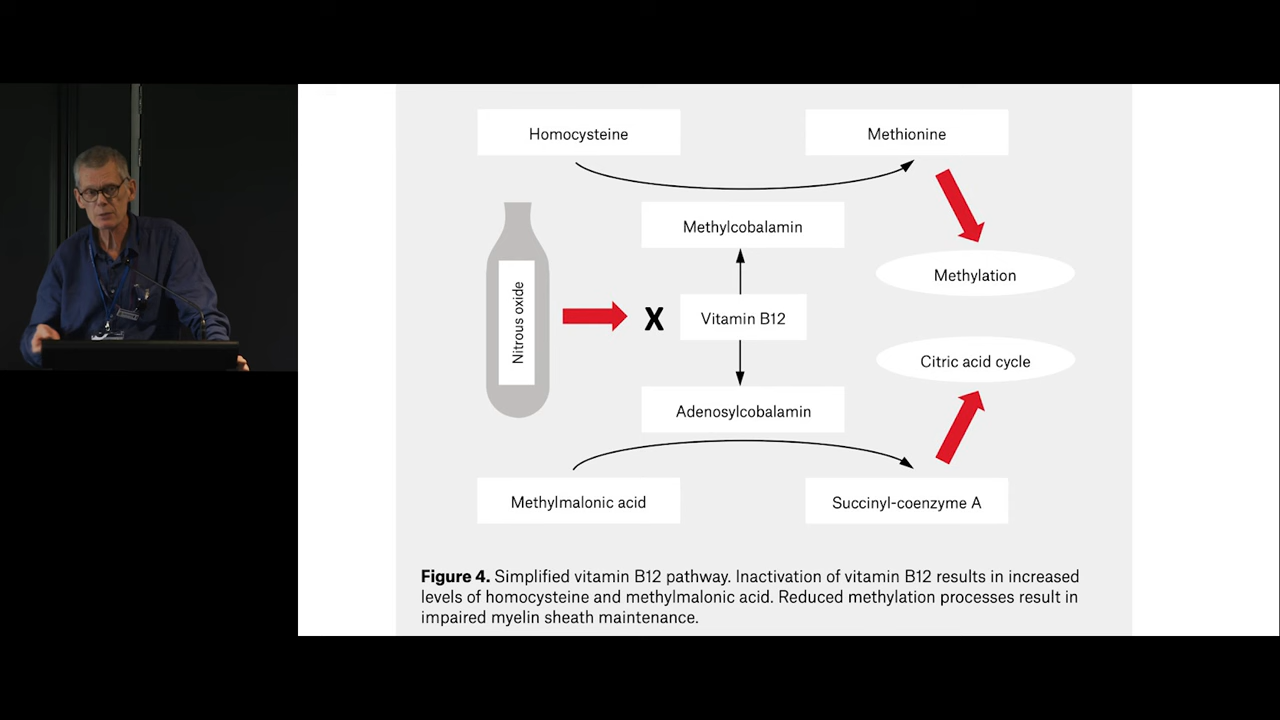 Homocysteine
Methionine
Methylcobalamin
Nitrous oxide
X
Vitamin B12
Methylation
Citric acid cycle
Adenosylcobalamin
Methylmalonic acid
Succinyl-coenzyme A
Figure 4. Simplified vitamin B12 pathway. Inactivation of vitamin B12 results in increased
levels of homocysteine and methylmalonic acid. Reduced methylation processes result in
impaired myelin sheath maintenance.